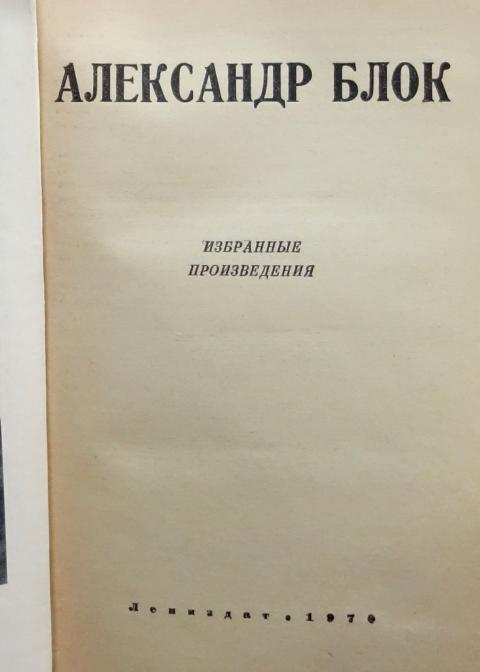 АЛЕКСАНДР БЛОК
ИЗБРАННЫЕ
ПРОИЗВЕДЕНИЯ
Лениздат • 1970